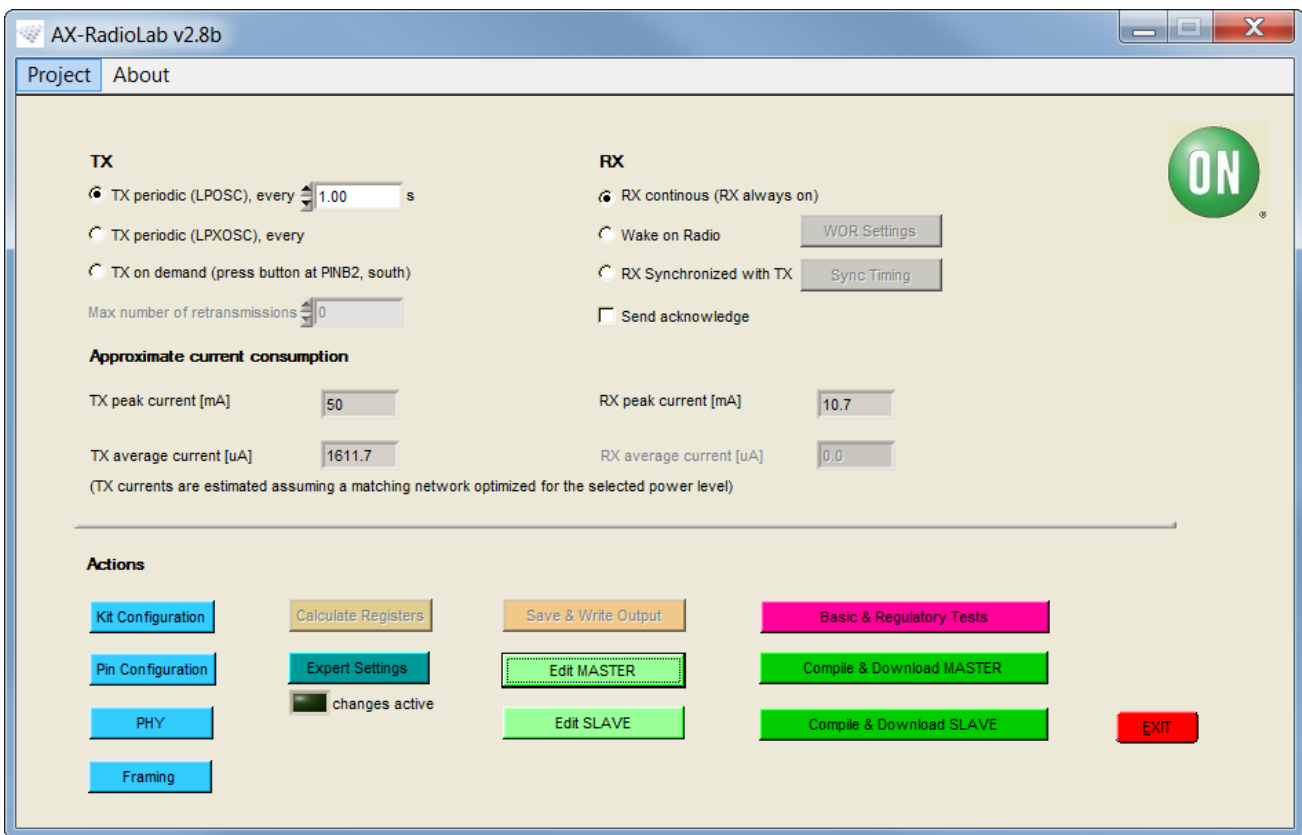 AX-RadioLab v2.8b
Project About
ON
TX
TX periodic (LPOSC), every 1.00 s
TX periodic (LPXOSC), every
TX on demand (press button at PINB2, south)
Max number of retransmissions 0
RX
RX continous (RX always on)
Wake on Radio WOR Settings
RX Synchronized with TX Sync Timing
Send acknowledge
Approximate current consumption
TX peak current [mA] 50
RX peak current [mA] 10.7
TX average current [uA] 1611.7
RX average current [uA] 0.0
(TX currents are estimated assuming a matching network optimized for the selected power level)
Actions
Kit Configuration Calculate Registers Save & Write Output Basic & Regulatory Tests
Pin Configuration Expert Settings Edit MASTER Compile & Download MASTER
changes active
PHY Edit SLAVE Compile & Download SLAVE EXIT
Framing